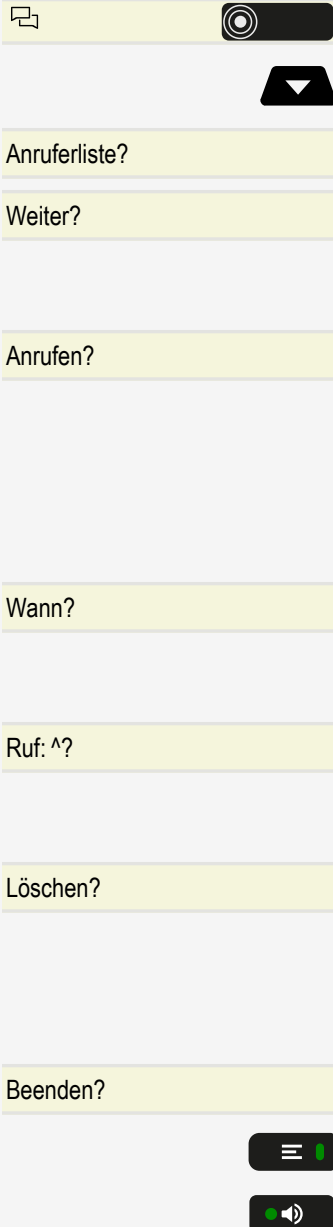 Anruferliste?
Weiter?
Anrufen?
Wann?
Ruf: ^?
Löschen?
Beenden?